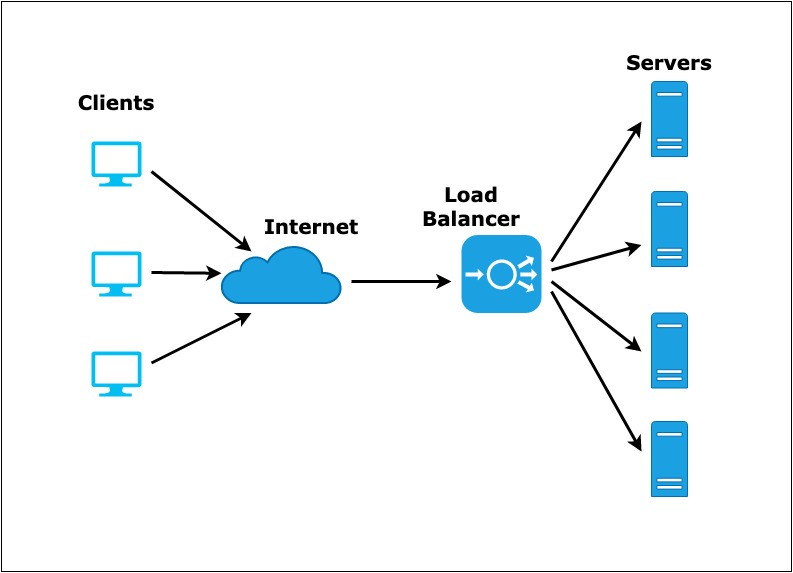 Clients
Internet
Load
Balancer
Servers